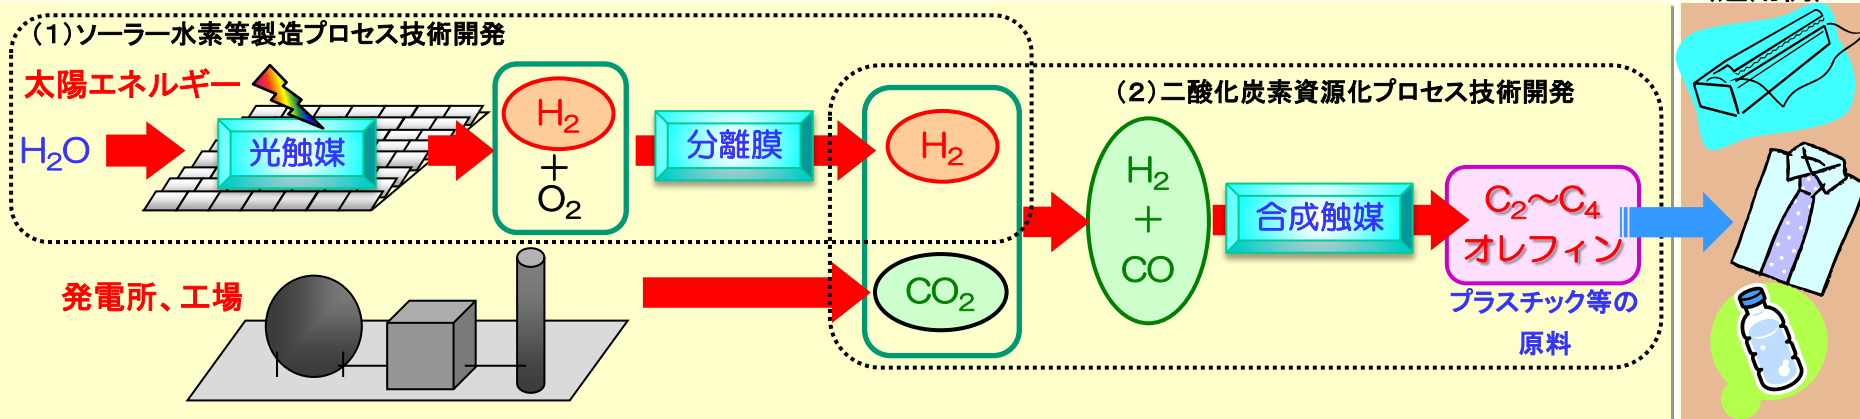 (1)ソーラー水素等製造プロセス技術開発
太陽エネルギー
H₂O
光触媒
H₂
+
O₂
分離膜
H₂
発電所、工場
CO₂
(2)二酸化炭素資源化プロセス技術開発
H₂
+
CO
合成触媒
C₂～C₄
オレフィン
プラスチック等の
原料